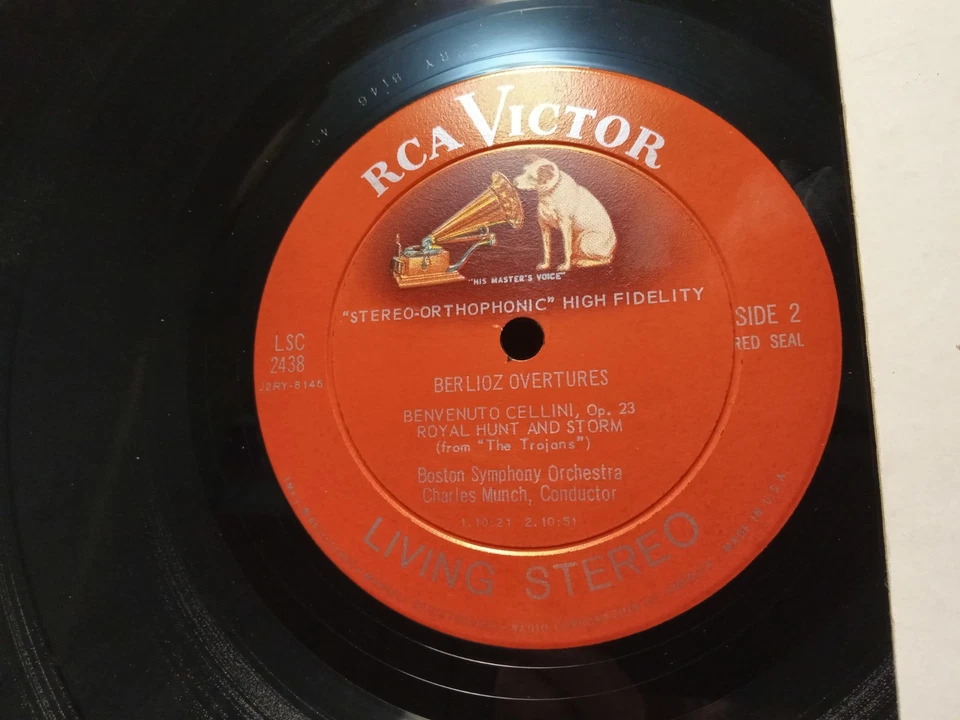 RCA VICTOR
"HIS MASTER'S VOICE"
"STEREO-ORTHOPHONIC" HIGH FIDELITY
SIDE 2
RED SEAL
LSC
2438
J2RY-8146
BERLIOZ OVERTURES
BENVENUTO CELLINI, Op. 23
ROYAL HUNT AND STORM
(from "The Trojans")
Boston Symphony Orchestra
Charles Munch, Conductor
1. 10:21 2. 10:51
LIVING STEREO
MADE IN U.S.A.
8146